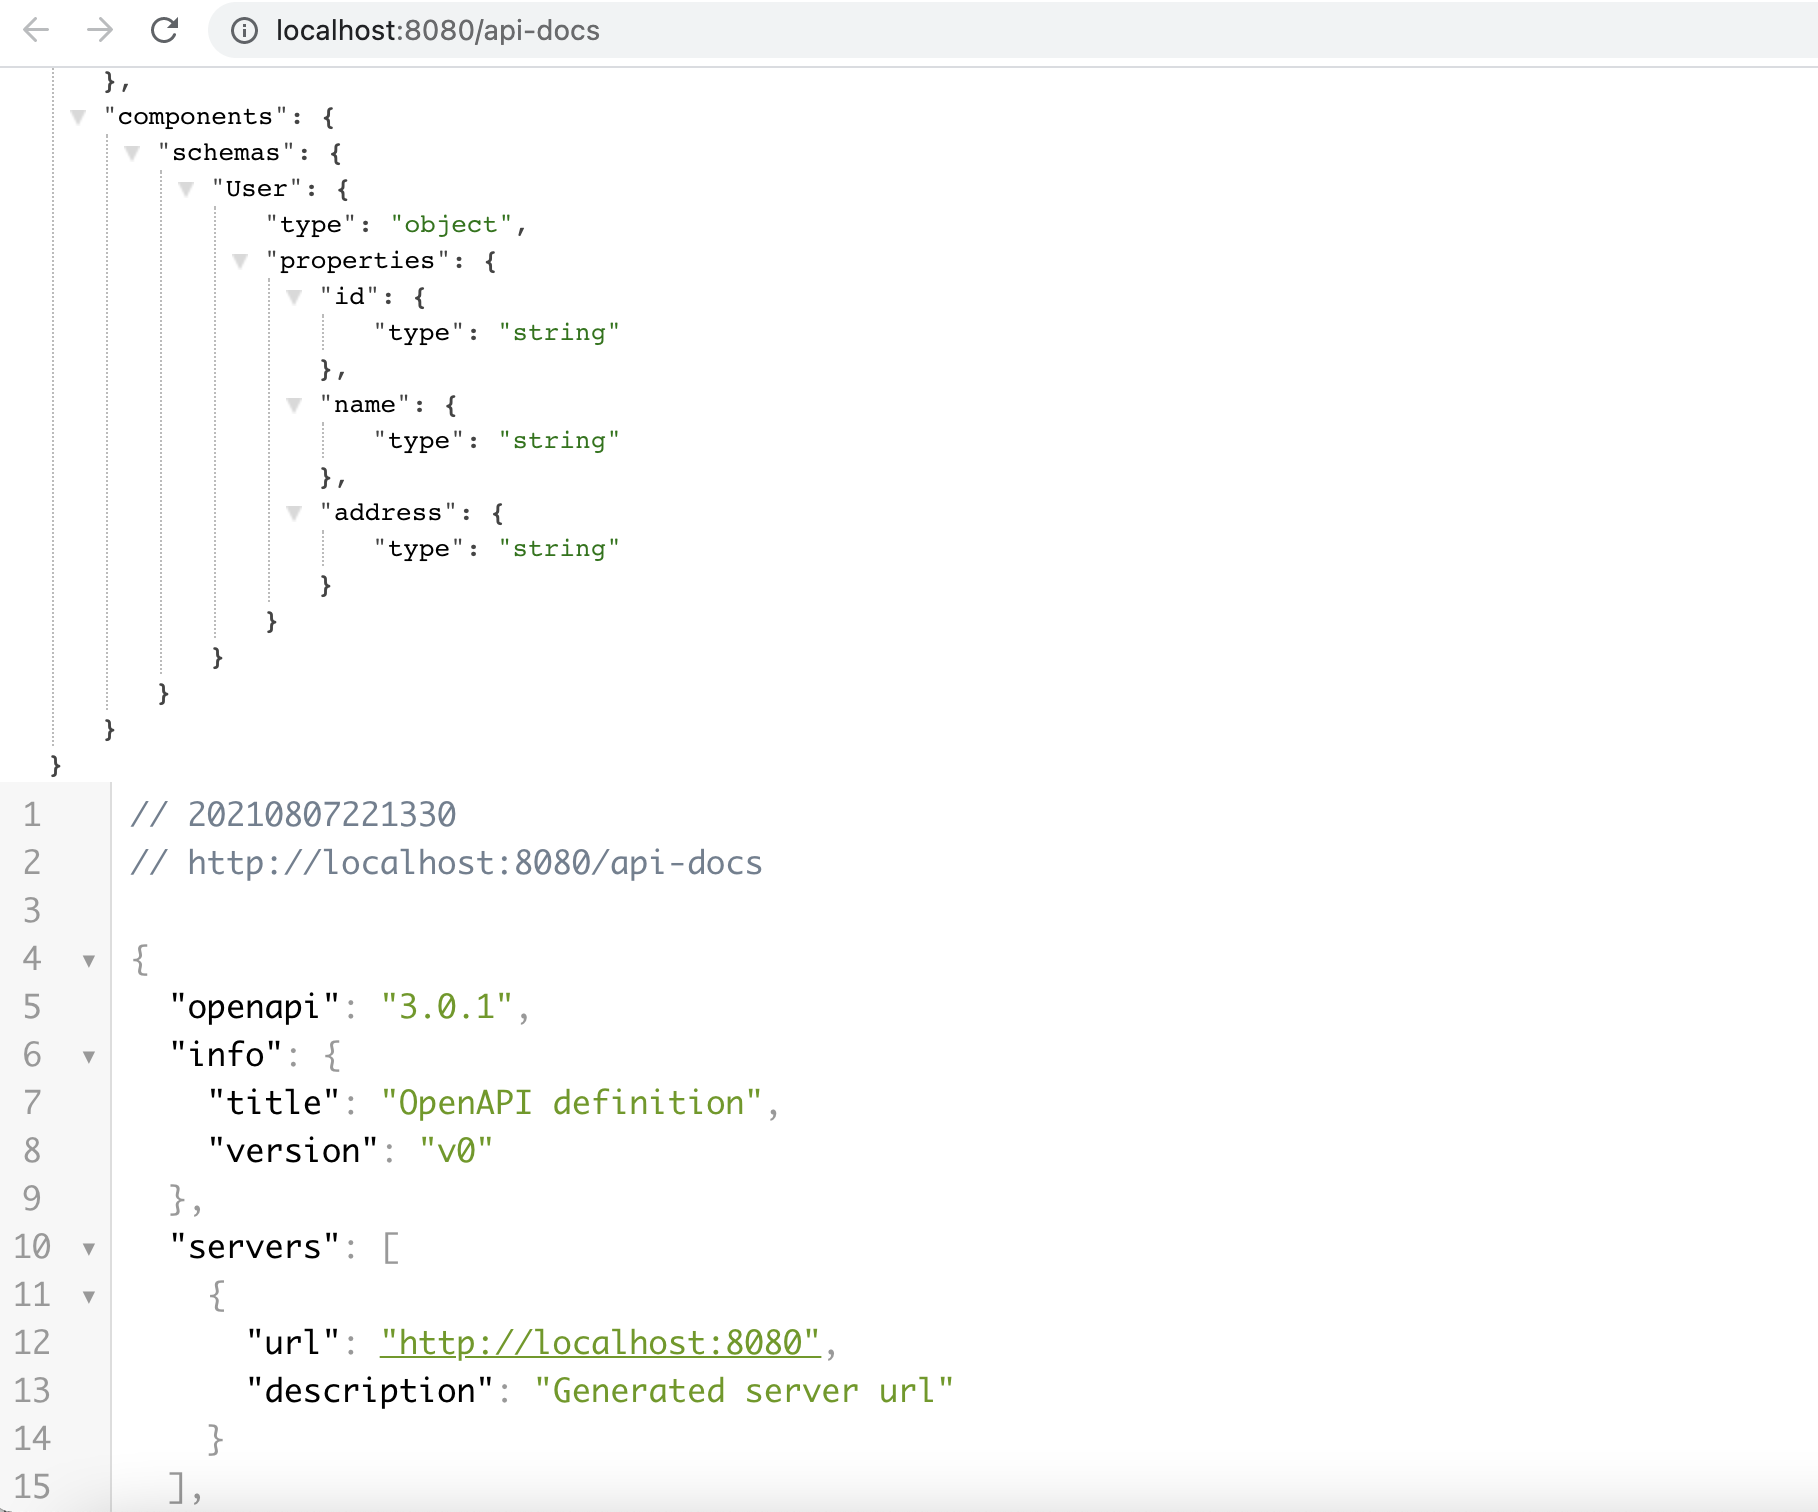 localhost:8080/api-docs
},
"components": {
"schemas": {
"User": {
"type": "object",
"properties": {
"id": {
"type": "string"
},
"name": {
"type": "string"
},
"address": {
"type": "string"
}
}
}
}
}
}
1 // 20210807221330
2 // http://localhost:8080/api-docs
3
4 {
5 "openapi": "3.0.1",
6 "info": {
7 "title": "OpenAPI definition",
8 "version": "v0"
9 },
10 "servers": [
11 {
12 "url": "http://localhost:8080",
13 "description": "Generated server url"
14 }
15 ],